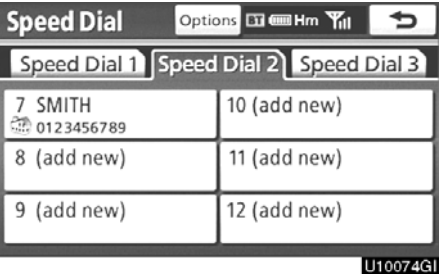 Speed Dial Options BT Hm
Speed Dial 1 Speed Dial 2 Speed Dial 3
7 SMITH 10 (add new)
0123456789
8 (add new) 11 (add new)
9 (add new) 12 (add new)
U10074GI